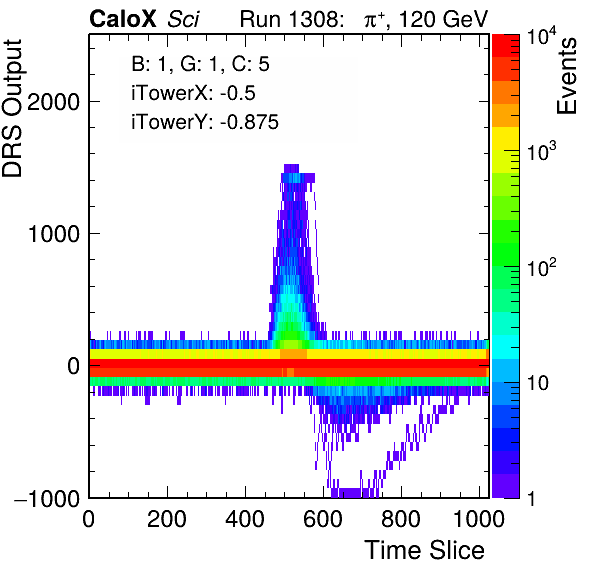 CaloX Sci Run 1308: π⁺, 120 GeV
B: 1, G: 1, C: 5
iTowerX: -0.5
iTowerY: -0.875
DRS Output
2000
1000
0
−1000
0 200 400 600 800 1000
Time Slice
Events
10⁴
10³
10²
10
1